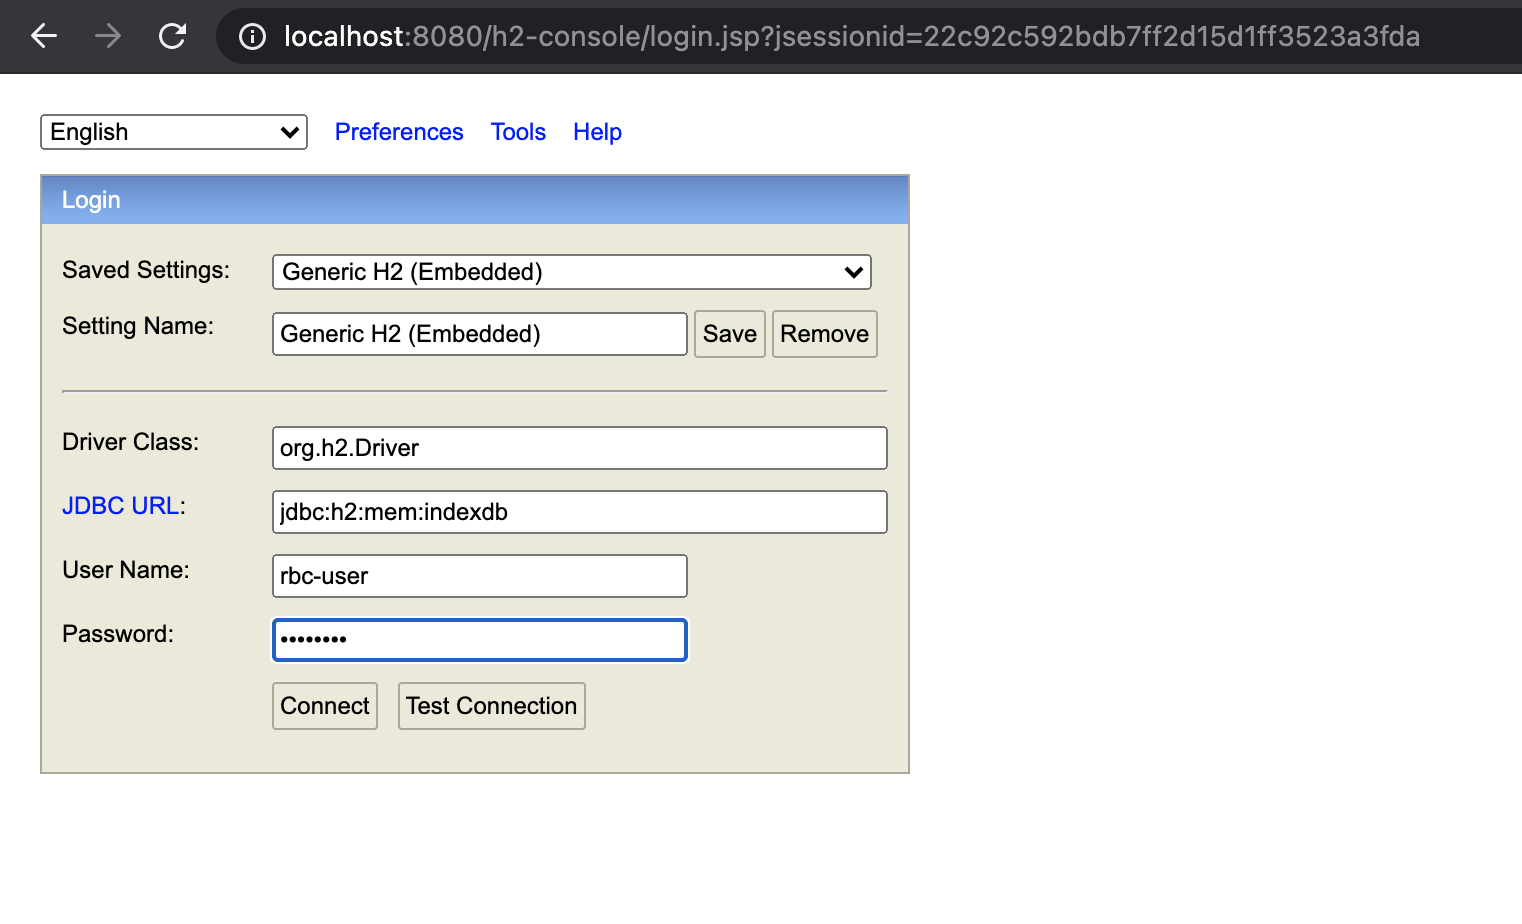 localhost:8080/h2-console/login.jsp?jsessionid=22c92c592bdb7ff2d15d1ff3523a3fda
English Preferences Tools Help
Login
Saved Settings: Generic H2 (Embedded)
Setting Name: Generic H2 (Embedded) Save Remove
Driver Class: org.h2.Driver
JDBC URL: jdbc:h2:mem:indexdb
User Name: rbc-user
Password: ••••••••
Connect Test Connection